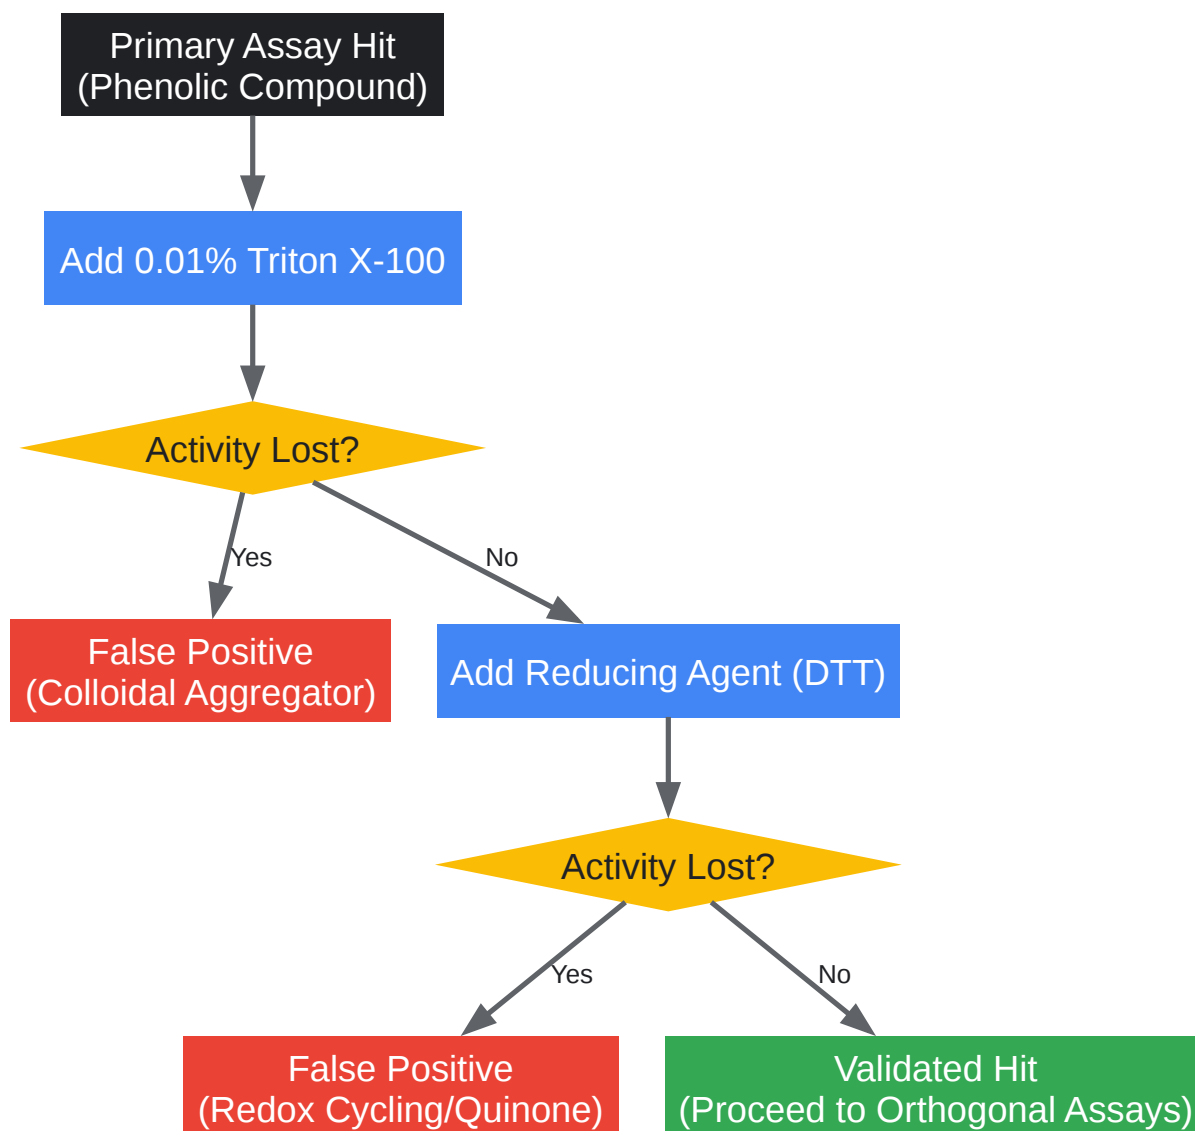 Primary Assay Hit
(Phenolic Compound)
Add 0.01% Triton X-100
Activity Lost?
Yes
No
False Positive
(Colloidal Aggregator)
Add Reducing Agent (DTT)
Activity Lost?
Yes
No
False Positive
(Redox Cycling/Quinone)
Validated Hit
(Proceed to Orthogonal Assays)